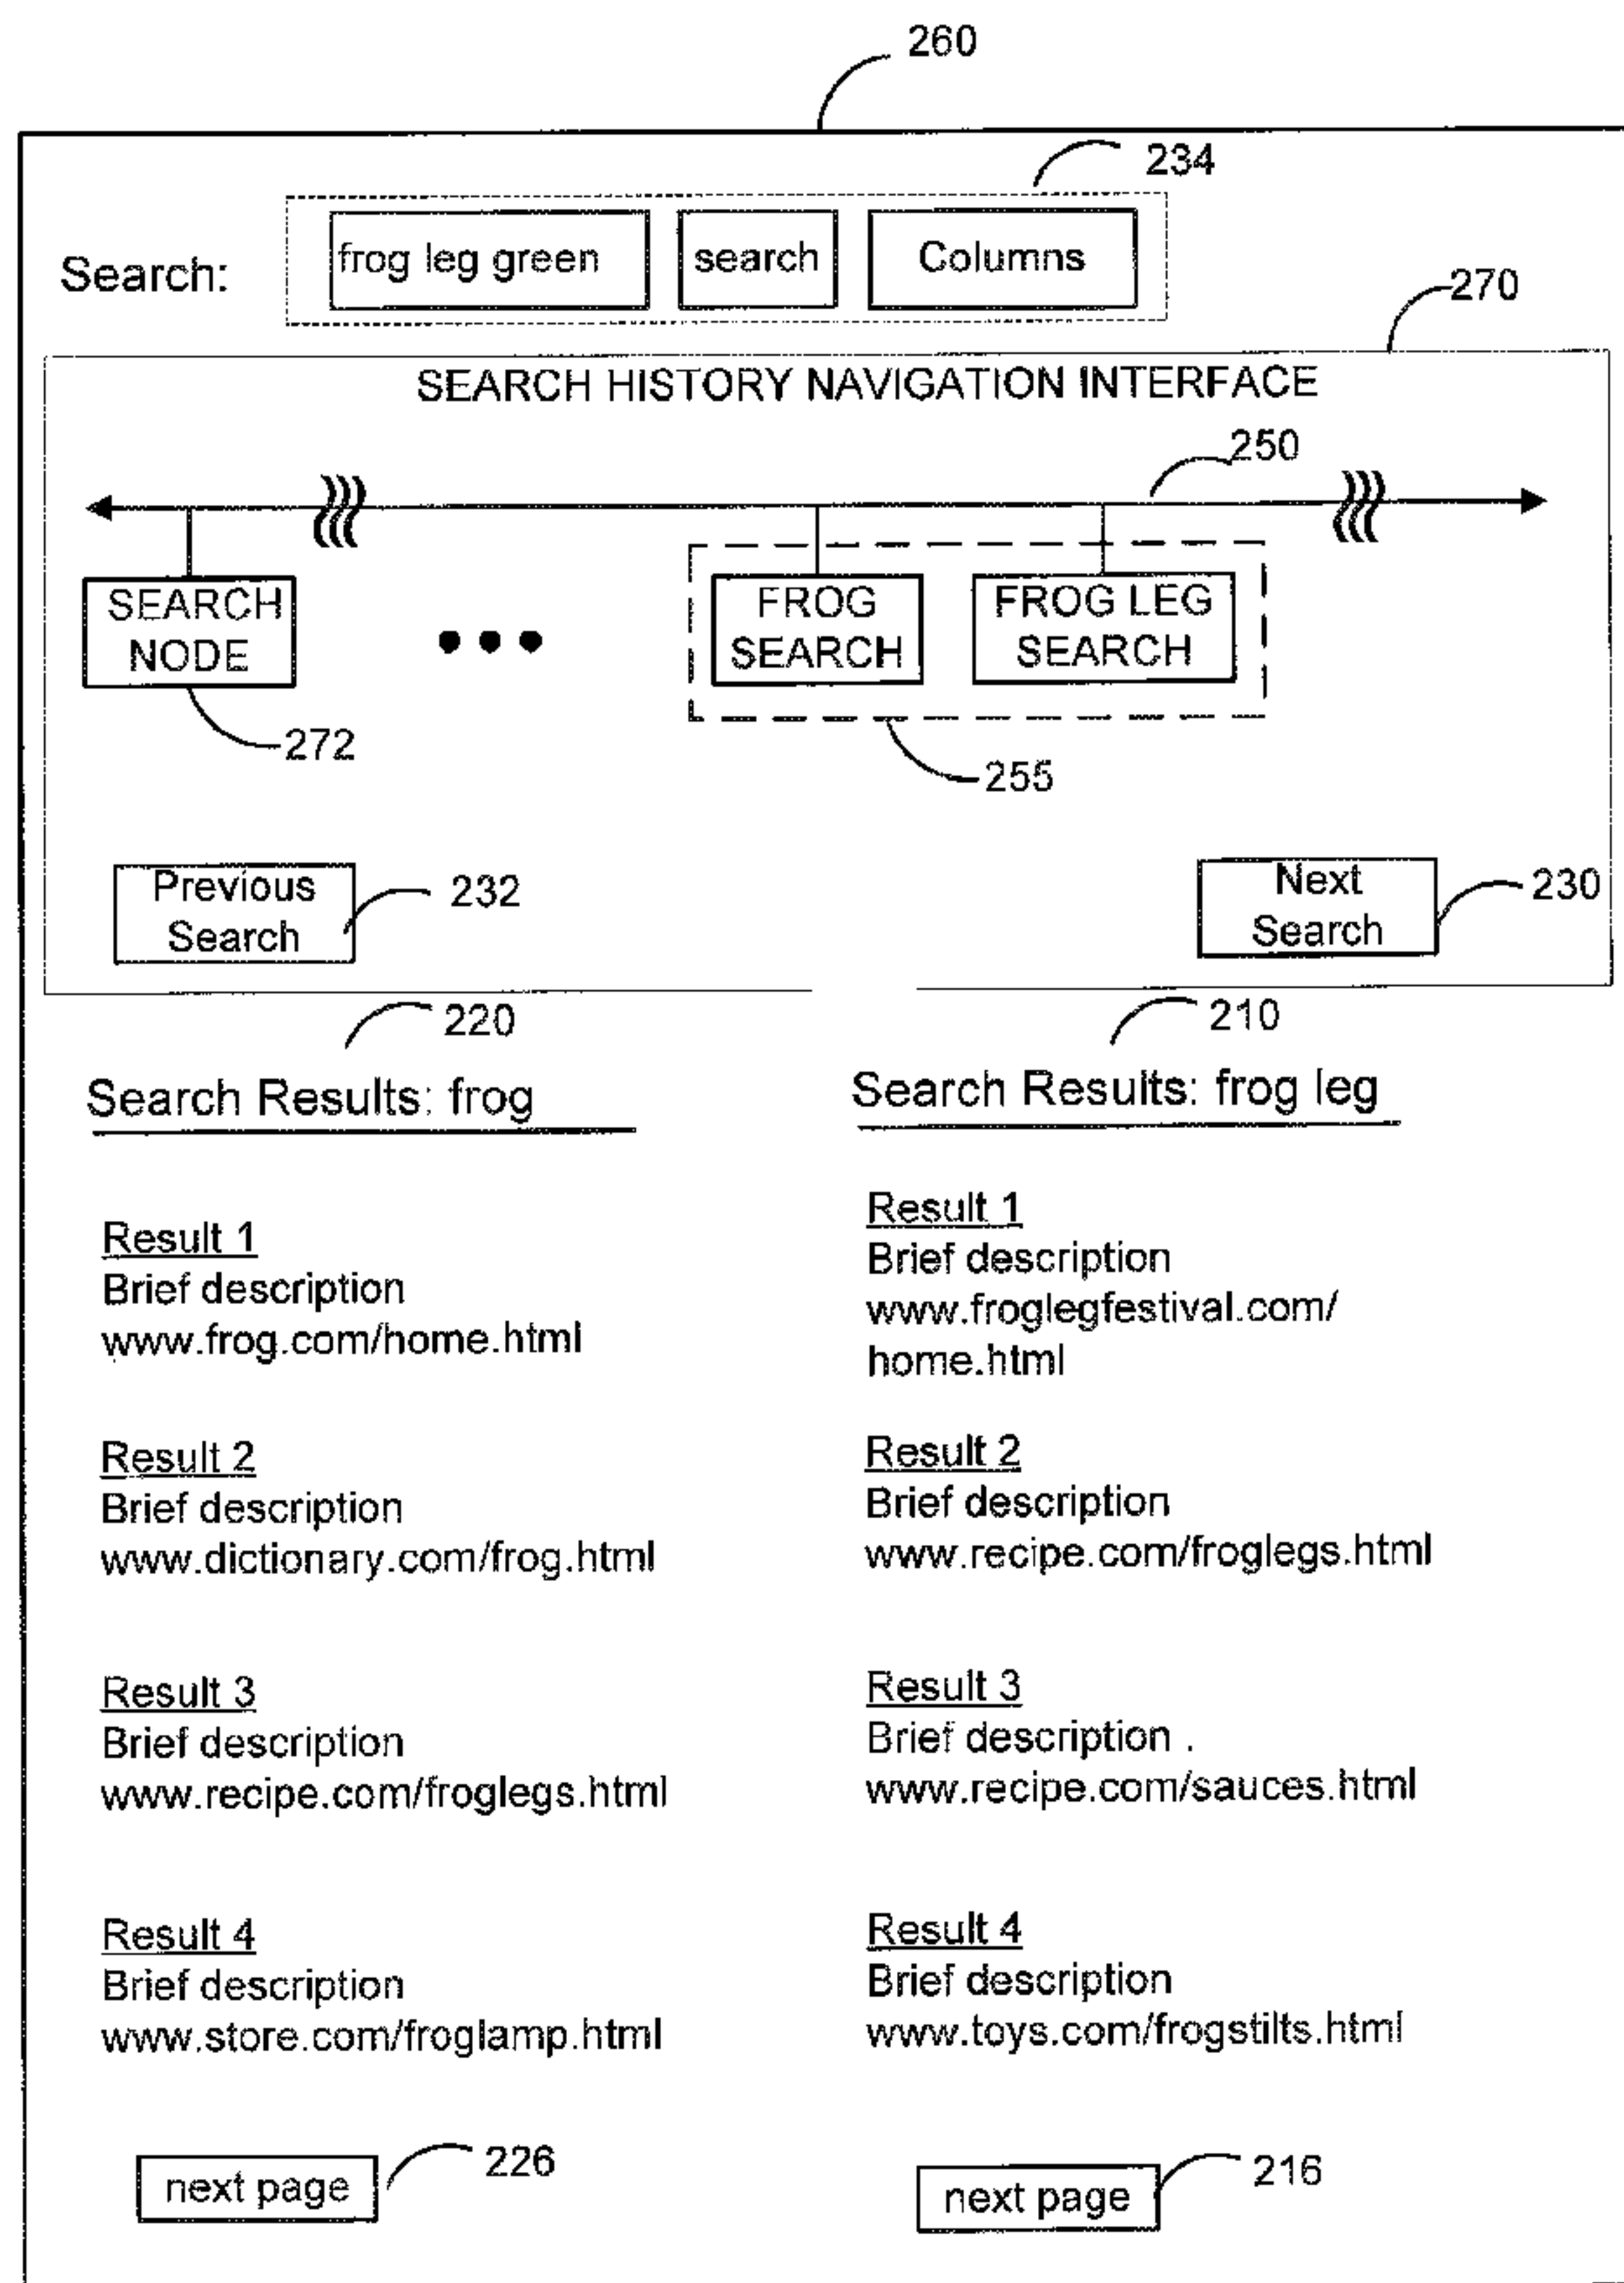 260
234
Search: frog leg green search Columns
270
SEARCH HISTORY NAVIGATION INTERFACE
250
SEARCH
NODE
FROG
SEARCH
FROG LEG
SEARCH
272
255
Previous
Search
232
Next
Search
230
220
Search Results: frog
Result 1
Brief description
www.frog.com/home.html
Result 2
Brief description
www.dictionary.com/frog.html
Result 3
Brief description
www.recipe.com/froglegs.html
Result 4
Brief description
www.store.com/froglamp.html
next page
226
210
Search Results: frog leg
Result 1
Brief description
www.froglegfestival.com/
home.html
Result 2
Brief description
www.recipe.com/froglegs.html
Result 3
Brief description .
www.recipe.com/sauces.html
Result 4
Brief description
www.toys.com/frogstilts.html
next page
216